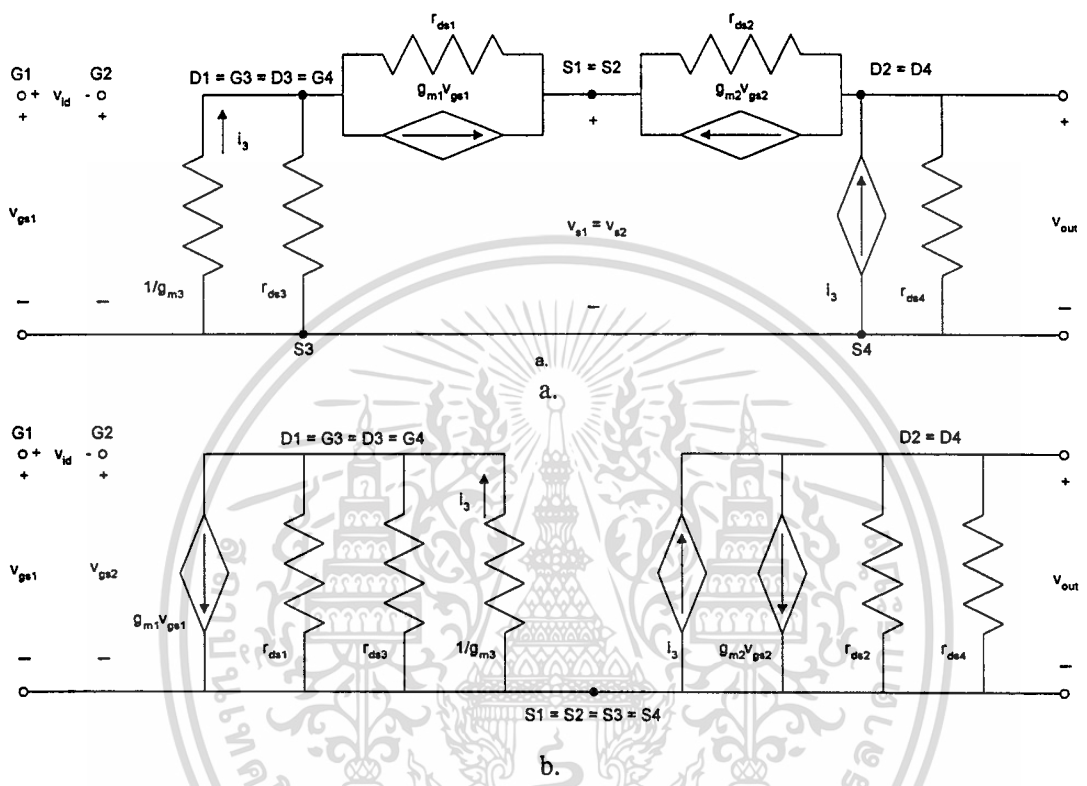 r_ds1
r_ds2
G1
G2
D1 = G3 = D3 = G4
g_m1v_gs1
S1 = S2
g_m2v_gs2
D2 = D4
+ v_id -
+ +
+
+
i_3
v_gs1
v_s1 = v_s2
v_out
1/g_m3
r_ds3
i_3
r_ds4
– –
–
–
S3
S4
a.
a.
G1
G2
D1 = G3 = D3 = G4
D2 = D4
+ v_id -
+ +
+
i_3
v_gs1
v_gs2
v_out
g_m1v_gs1
r_ds1
r_ds3
1/g_m3
i_3
g_m2v_gs2
r_ds2
r_ds4
– –
–
S1 = S2 = S3 = S4
b.